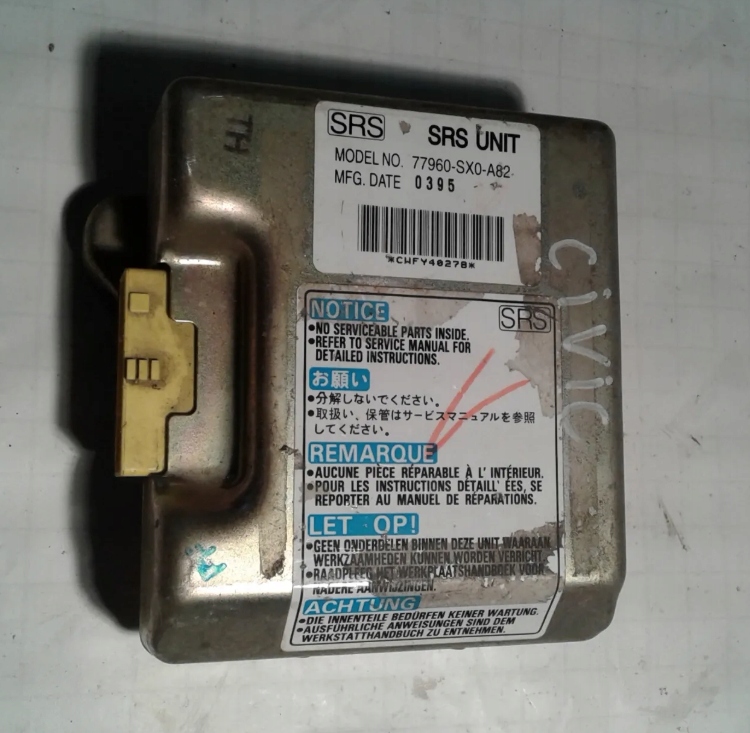 TH
SRS SRS UNIT
MODEL NO. 77960-SX0-A82
MFG. DATE 0395
*CWFY40278*
civic
NOTICE SRS
•NO SERVICEABLE PARTS INSIDE.
•REFER TO SERVICE MANUAL FOR
DETAILED INSTRUCTIONS.
お願い
•分解しないでください。
•取扱い、保管はサービスマニュアルを参照
してください。
REMARQUE
•AUCUNE PIÈCE RÉPARABLE À L' INTÉRIEUR.
•POUR LES INSTRUCTIONS DÉTAILL' ÉES, SE
REPORTER AU MANUEL DE RÉPARATIONS.
LET OP!
•GEEN ONDERDELEN BINNEN DEZE UNIT WAARAAN
WERKZAAMHEDEN KUNNEN WORDEN VERRICHT.
•RAADPLEEG HET WERKPLAATSHANDBOEK VOOR
NADERE AANWIJZINGEN.
ACHTUNG
•DIE INNENTEILE BEDÜRFEN KEINER WARTUNG.
•AUSFÜHRLICHE ANWEISUNGEN SIND DEM
WERKSTATTHANDBUCH ZU ENTNEHMEN.